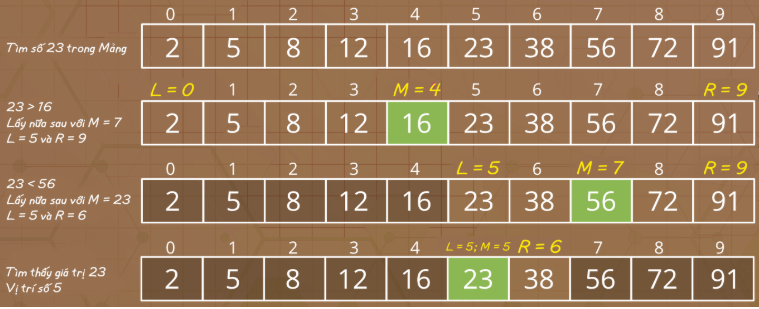 0 1 2 3 4 5 6 7 8 9
Tìm số 23 trong Mảng
2 5 8 12 16 23 38 56 72 91
L = 0 1 2 3 M = 4 5 6 7 8 R = 9
23 > 16
Lấy nữa sau với M = 7
L = 5 và R = 9
2 5 8 12 16 23 38 56 72 91
0 1 2 3 4 L = 5 6 M = 7 8 R = 9
23 < 56
Lấy nữa sau với M = 23
L = 5 và R = 6
2 5 8 12 16 23 38 56 72 91
0 1 2 3 4 L = 5; M = 5 R = 6 7 8 9
Tìm thấy giá trị 23
Vị trí số 5
2 5 8 12 16 23 38 56 72 91